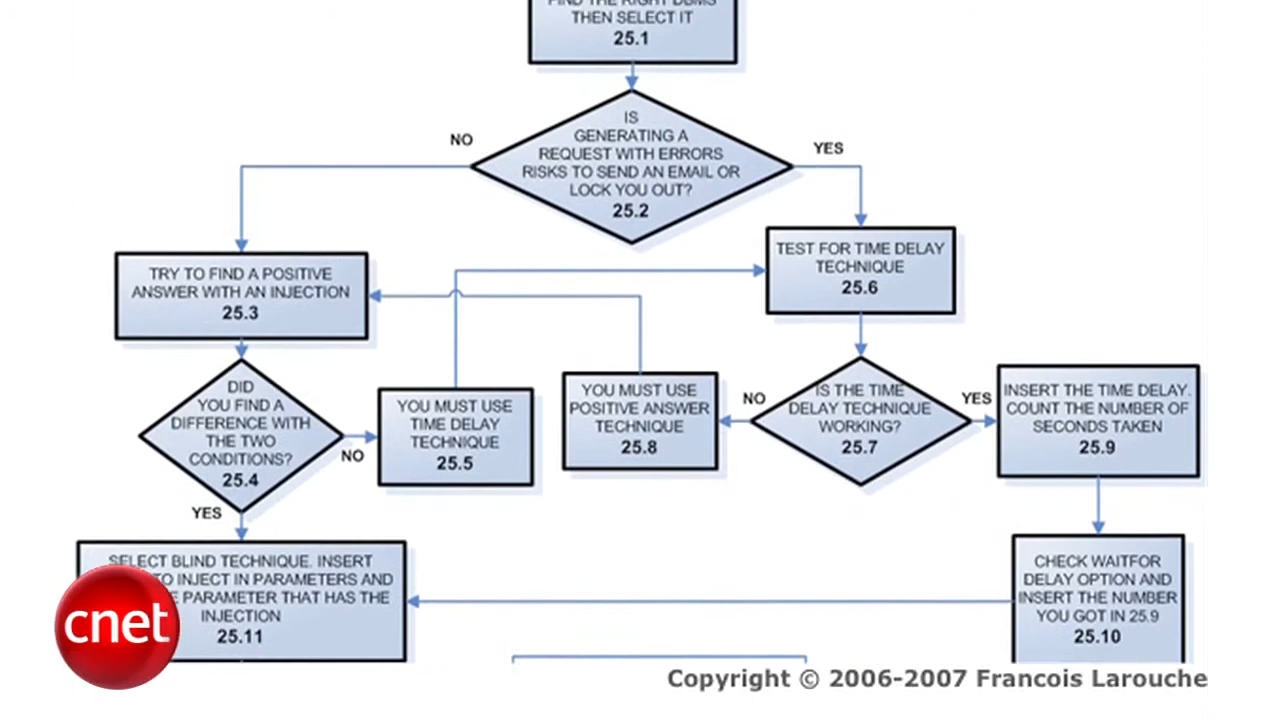 FIND THE RIGHT DBMS
THEN SELECT IT
25.1
IS
GENERATING A
REQUEST WITH ERRORS
RISKS TO SEND AN EMAIL OR
LOCK YOU OUT?
25.2
NO
YES
TRY TO FIND A POSITIVE
ANSWER WITH AN INJECTION
25.3
TEST FOR TIME DELAY
TECHNIQUE
25.6
DID
YOU FIND A
DIFFERENCE WITH
THE TWO
CONDITIONS?
25.4
NO
YES
YOU MUST USE
TIME DELAY
TECHNIQUE
25.5
YOU MUST USE
POSITIVE ANSWER
TECHNIQUE
25.8
NO
IS THE TIME
DELAY TECHNIQUE
WORKING?
25.7
YES
INSERT THE TIME DELAY.
COUNT THE NUMBER OF
SECONDS TAKEN
25.9
SELECT BLIND TECHNIQUE. INSERT
TO INJECT IN PARAMETERS AND
PARAMETER THAT HAS THE
INJECTION
25.11
CHECK WAITFOR
DELAY OPTION AND
INSERT THE NUMBER
YOU GOT IN 25.9
25.10
cnet
Copyright © 2006-2007 Francois Larouche